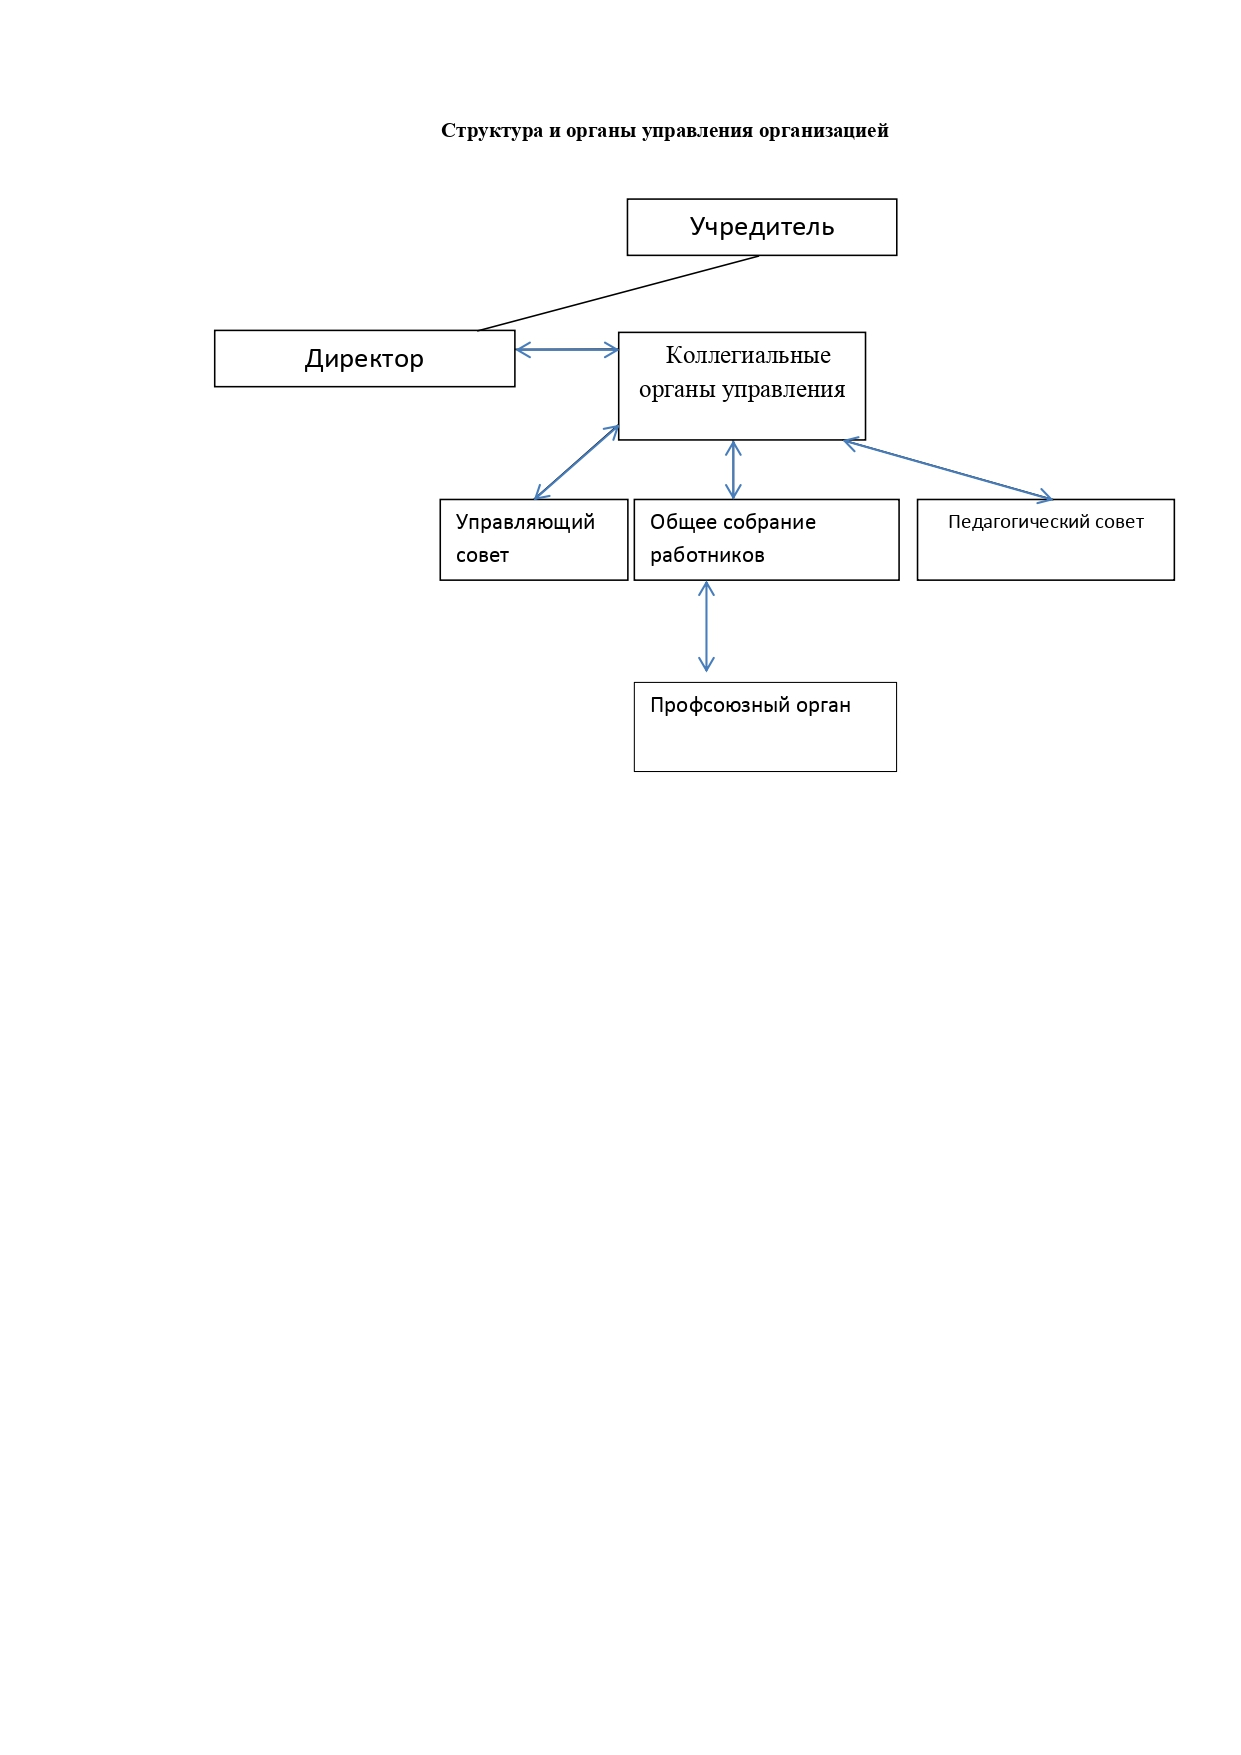 Структура и органы управления организацией
Учредитель
Директор
Коллегиальные
органы управления
Управляющий
совет
Общее собрание
работников
Педагогический совет
Профсоюзный орган